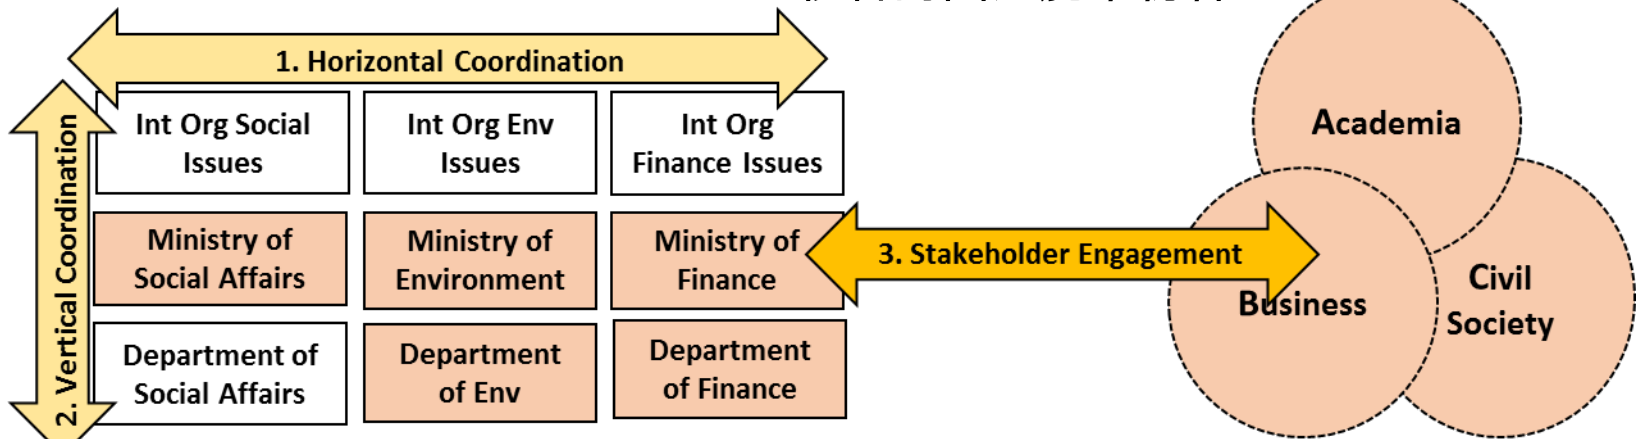 1. Horizontal Coordination
2. Vertical Coordination
Int Org Social
Issues
Int Org Env
Issues
Int Org
Finance Issues
Ministry of
Social Affairs
Ministry of
Environment
Ministry of
Finance
Department of
Social Affairs
Department
of Env
Department
of Finance
3. Stakeholder Engagement
Academia
Business
Civil
Society